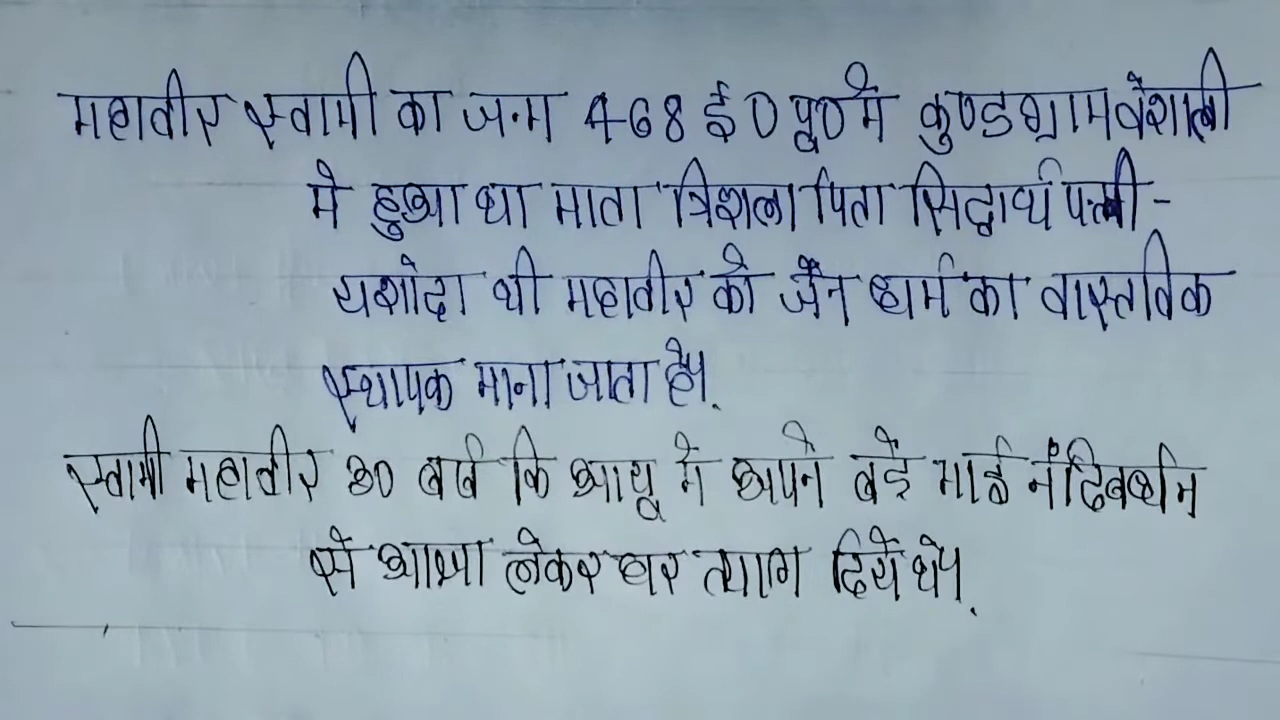 महावीर स्वामी का जन्म 468 ई0 पू0 मे कुण्डग्राम वैशाली
मे हुआ था माता त्रिशला पिता सिद्धार्थ पत्नी -
यशोदा थी महावीर को जैन धर्म का वास्तविक
स्थापक माना जाता है।
स्वामी महावीर 30 वर्ष कि आयू मे अपने बड़े भाई नंदिवर्धन
से आज्ञा लेकर घर त्याग दिये थे।